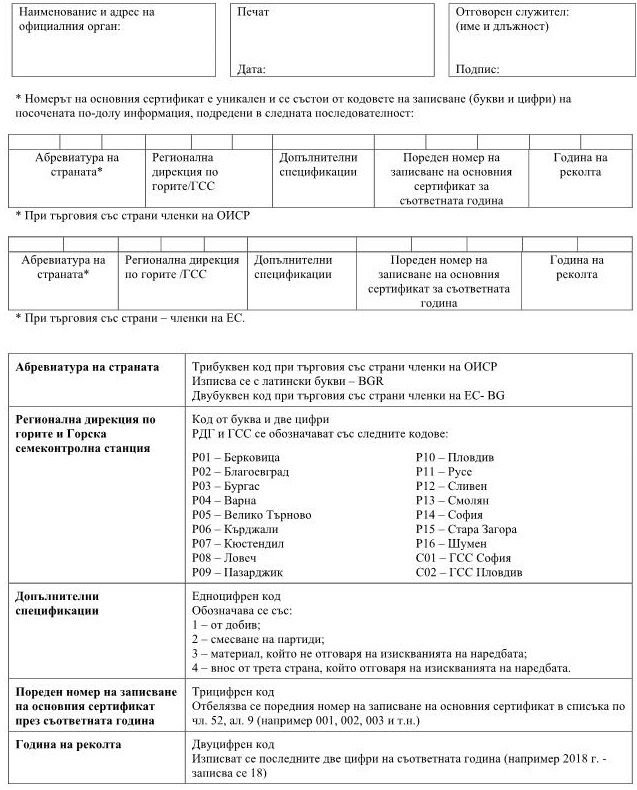 Наименование и адрес на
официалния орган:
Печат
Дата:
Отговорен служител:
(име и длъжност)
Подпис:
* Номерът на основния сертификат е уникален и се състои от кодовете на записване (букви и цифри) на
посочената по-долу информация, подредени в следната последователност:
Абревиатура на
страната*
Регионална
дирекция по
горите/ГСС
Допълнителни
спецификации
Пореден номер на
записване на основния
сертификат за
съответната година
Година на
реколта
* При търговия със страни членки на ОИСР
Абревиатура на
страната*
Регионална дирекция
по горите /ГСС
Допълнителни
спецификации
Пореден номер на
записване на основния
сертификат за съответната
година
Година на
реколта
* При търговия със страни – членки на ЕС.
Абревиатура на страната
Трибуквен код при търговия със страни членки на ОИСР
Изписва се с латински букви – BGR
Двубуквен код при търговия със страни членки на ЕС- BG
Регионална дирекция по
горите и Горска
семеконтролна станция
Код от буква и две цифри
РДГ и ГСС се обозначават със следните кодове:
Р01 – Берковица
Р02 – Благоевград
Р03 – Бургас
Р04 – Варна
Р05 – Велико Търново
Р06 – Кърджали
Р07 – Кюстендил
Р08 – Ловеч
Р09 – Пазарджик
Р10 – Пловдив
Р11 – Русе
Р12 – Сливен
Р13 – Смолян
Р14 – София
Р15 – Стара Загора
Р16 – Шумен
С01 – ГСС София
С02 – ГСС Пловдив
Допълнителни
спецификации
Едноцифрен код
Обозначава се със:
1 – от добив;
2 – смесване на партиди;
3 – материал, който не отговаря на изискванията на наредбата;
4 – внос от трета страна, който отговаря на изискванията на наредбата.
Пореден номер на записване
па основния сертификат
през съответната година
Трицифрен код
Отбелязва се поредния номер на записване на основния сертификат в списъка по
чл. 52, ал. 9 (например 001, 002, 003 и т.н.)
Година на реколта
Двуцифрен код
Изписват се последните две цифри на съответната година (например 2018 г. -
записва се 18)